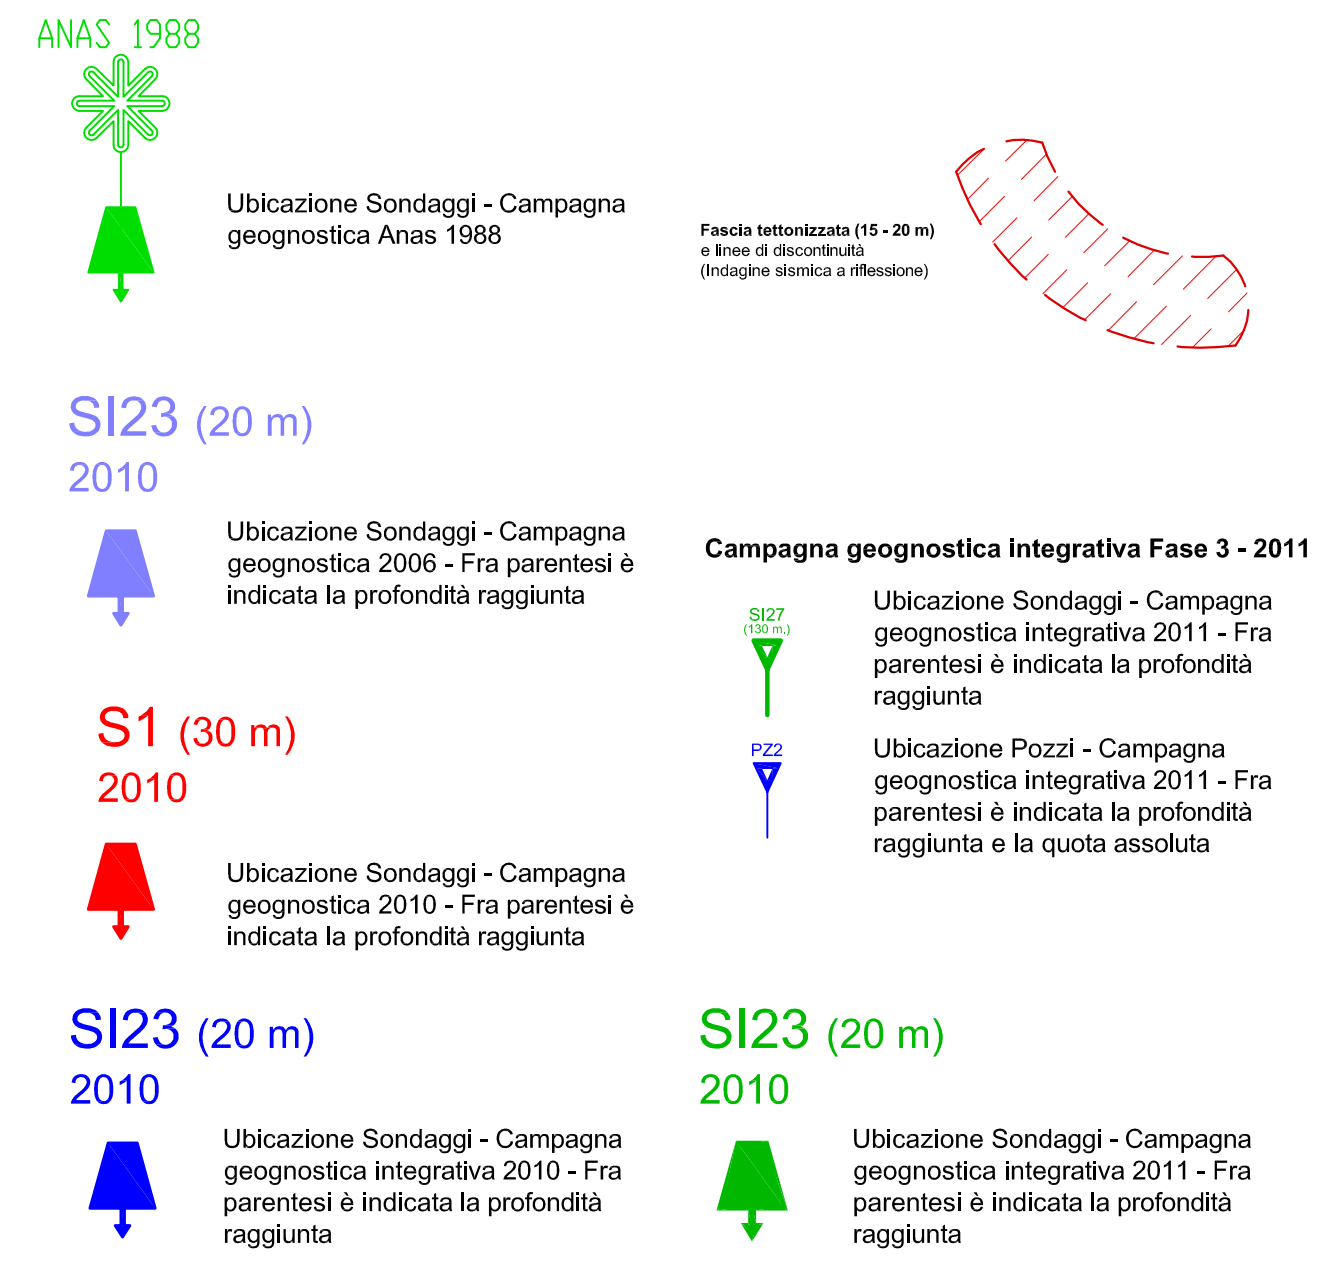 ANAS 1988
Ubicazione Sondaggi - Campagna
geognostica Anas 1988
Fascia tettonizzata (15 - 20 m)
e linee di discontinuità
(Indagine sismica a riflessione)
SI23 (20 m)
2010
Ubicazione Sondaggi - Campagna
geognostica 2006 - Fra parentesi è
indicata la profondità raggiunta
Campagna geognostica integrativa Fase 3 - 2011
SI27
(130 m.)
Ubicazione Sondaggi - Campagna
geognostica integrativa 2011 - Fra
parentesi è indicata la profondità
raggiunta
S1 (30 m)
2010
PZ2
Ubicazione Pozzi - Campagna
geognostica integrativa 2011 - Fra
parentesi è indicata la profondità
raggiunta e la quota assoluta
Ubicazione Sondaggi - Campagna
geognostica 2010 - Fra parentesi è
indicata la profondità raggiunta
SI23 (20 m)
2010
Ubicazione Sondaggi - Campagna
geognostica integrativa 2010 - Fra
parentesi è indicata la profondità
raggiunta
SI23 (20 m)
2010
Ubicazione Sondaggi - Campagna
geognostica integrativa 2011 - Fra
parentesi è indicata la profondità
raggiunta